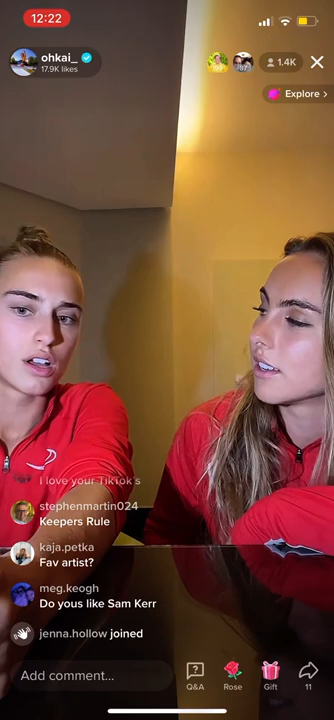 12:22
ohkai_
17.9K likes
1.4K
Explore >
I love your TikTok's
stephenmartin024
Keepers Rule
kaja.petka
Fav artist?
meg.keogh
Do yous like Sam Kerr
jenna.hollow joined
Add comment...
Q&A
Rose
Gift
11